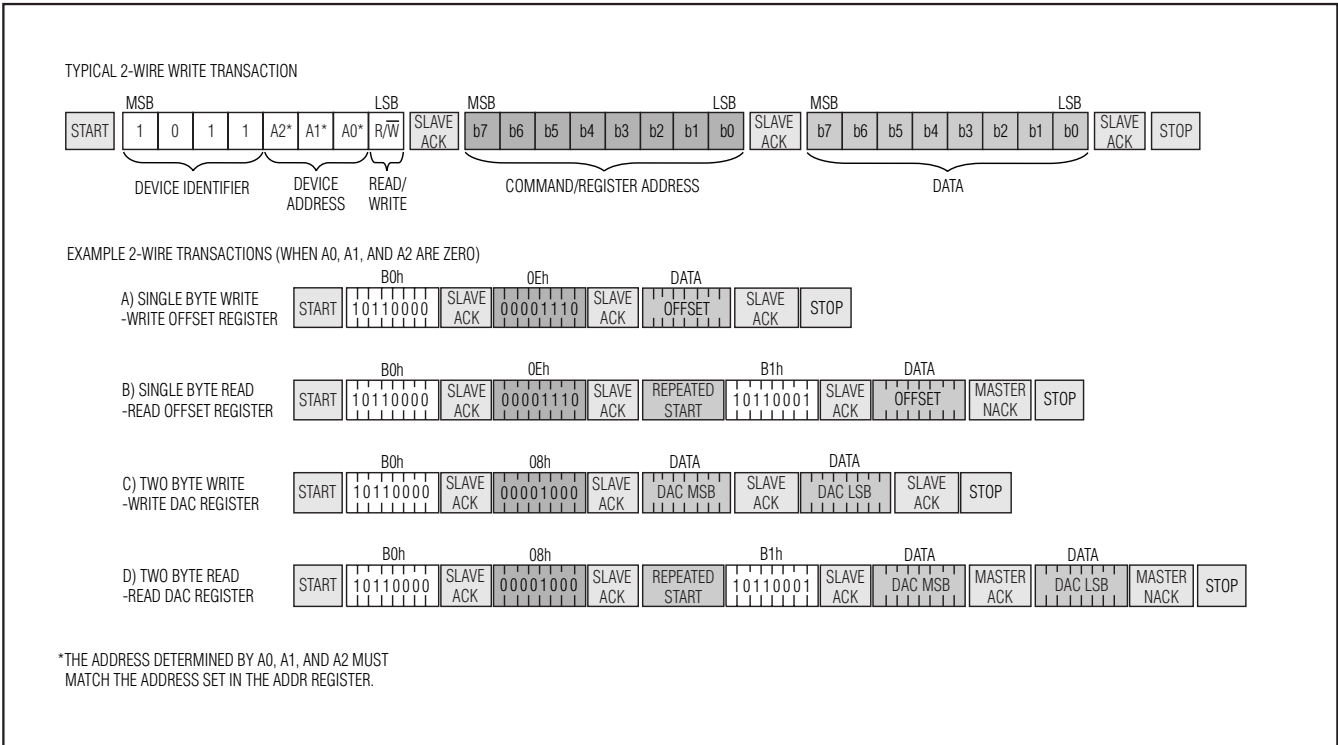 TYPICAL 2-WIRE WRITE TRANSACTION
MSB LSB MSB LSB MSB LSB
START 1 0 1 1 A2* A1* A0* R/W̅ SLAVE ACK b7 b6 b5 b4 b3 b2 b1 b0 SLAVE ACK b7 b6 b5 b4 b3 b2 b1 b0 SLAVE ACK STOP
DEVICE IDENTIFIER DEVICE ADDRESS READ/WRITE COMMAND/REGISTER ADDRESS DATA
EXAMPLE 2-WIRE TRANSACTIONS (WHEN A0, A1, AND A2 ARE ZERO)
B0h 0Eh DATA
A) SINGLE BYTE WRITE
-WRITE OFFSET REGISTER
START 10110000 SLAVE ACK 00001110 SLAVE ACK OFFSET SLAVE ACK STOP
B0h 0Eh B1h DATA
B) SINGLE BYTE READ
-READ OFFSET REGISTER
START 10110000 SLAVE ACK 00001110 SLAVE ACK REPEATED START 10110001 SLAVE ACK OFFSET MASTER NACK STOP
B0h 08h DATA DATA
C) TWO BYTE WRITE
-WRITE DAC REGISTER
START 10110000 SLAVE ACK 00001000 SLAVE ACK DAC MSB SLAVE ACK DAC LSB SLAVE ACK STOP
B0h 08h B1h DATA DATA
D) TWO BYTE READ
-READ DAC REGISTER
START 10110000 SLAVE ACK 00001000 SLAVE ACK REPEATED START 10110001 SLAVE ACK DAC MSB MASTER ACK DAC LSB MASTER NACK STOP
*THE ADDRESS DETERMINED BY A0, A1, AND A2 MUST
MATCH THE ADDRESS SET IN THE ADDR REGISTER.